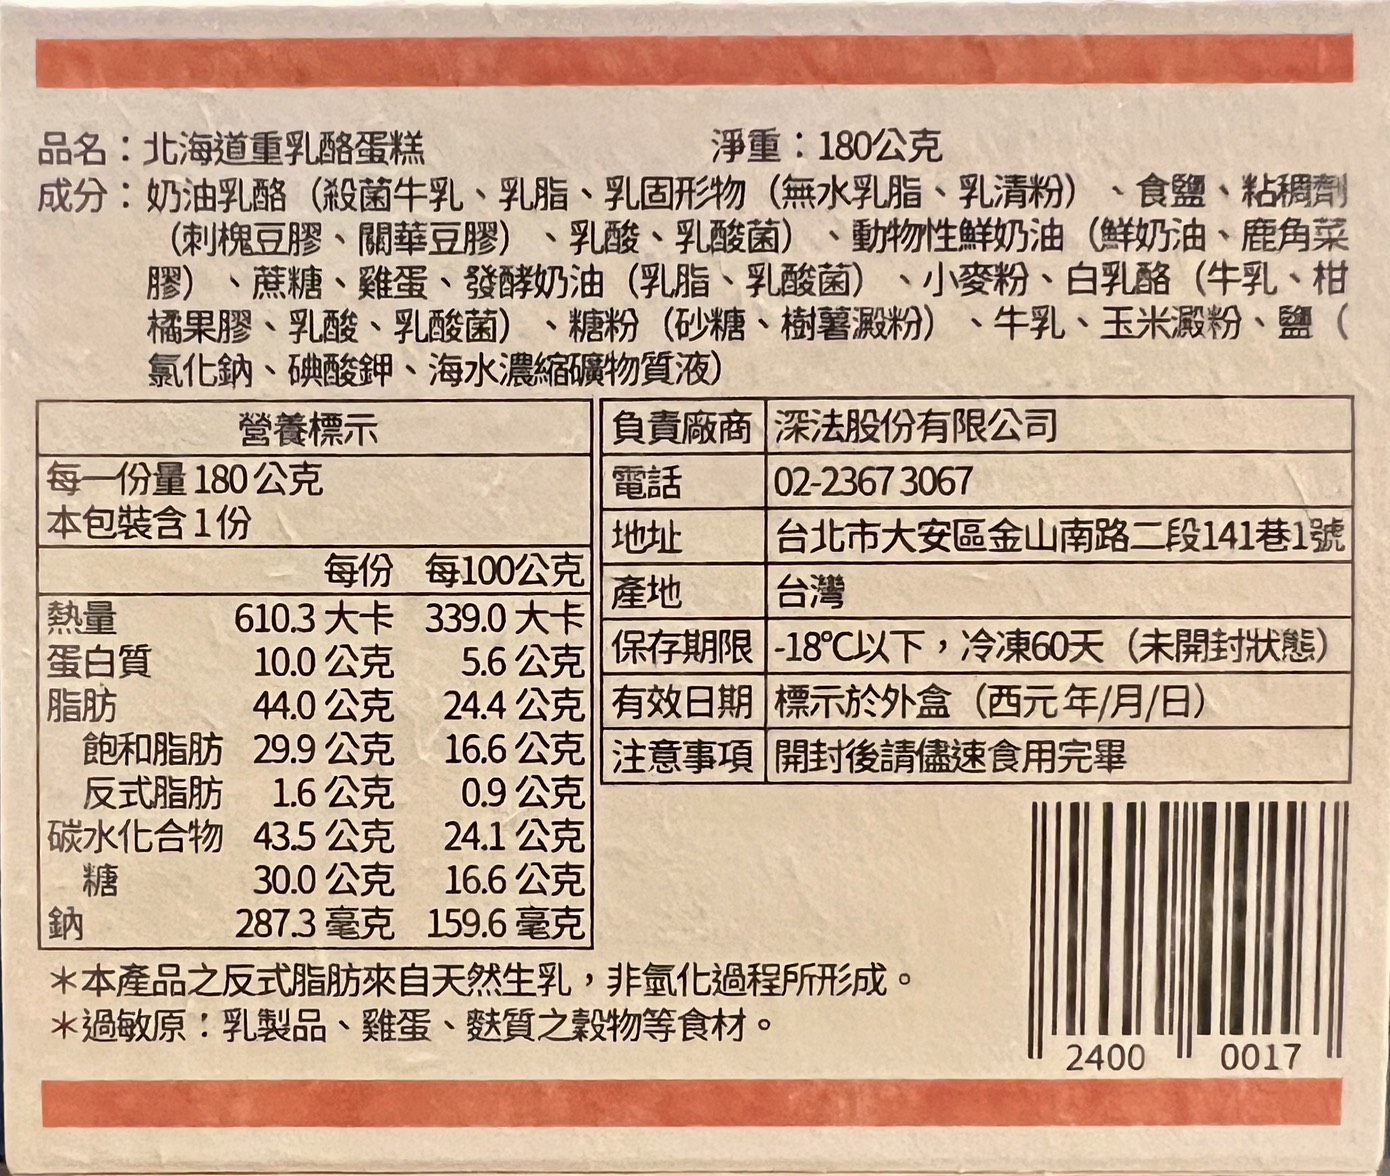 品名：北海道重乳酪蛋糕 淨重：180公克
成分：奶油乳酪（殺菌牛乳、乳脂、乳固形物（無水乳脂、乳清粉）、食鹽、粘稠劑
（刺槐豆膠、關華豆膠）、乳酸、乳酸菌）、動物性鮮奶油（鮮奶油、鹿角菜
膠）、蔗糖、雞蛋、發酵奶油（乳脂、乳酸菌）、小麥粉、白乳酪（牛乳、柑
橘果膠、乳酸、乳酸菌）、糖粉（砂糖、樹薯澱粉）、牛乳、玉米澱粉、鹽（
氯化鈉、碘酸鉀、海水濃縮礦物質液）
營養標示
每一份量 180 公克
本包裝含 1 份
每份 每100公克
熱量 610.3 大卡 339.0 大卡
蛋白質 10.0 公克 5.6 公克
脂肪 44.0 公克 24.4 公克
飽和脂肪 29.9 公克 16.6 公克
反式脂肪 1.6 公克 0.9 公克
碳水化合物 43.5 公克 24.1 公克
糖 30.0 公克 16.6 公克
鈉 287.3 毫克 159.6 毫克
負責廠商 深法股份有限公司
電話 02-2367 3067
地址 台北市大安區金山南路二段141巷1號
產地 台灣
保存期限 -18℃以下，冷凍60天（未開封狀態）
有效日期 標示於外盒（西元 年/月/日）
注意事項 開封後請儘速食用完畢
＊本產品之反式脂肪來自天然生乳，非氫化過程所形成。
＊過敏原：乳製品、雞蛋、麩質之穀物等食材。
2400 0017